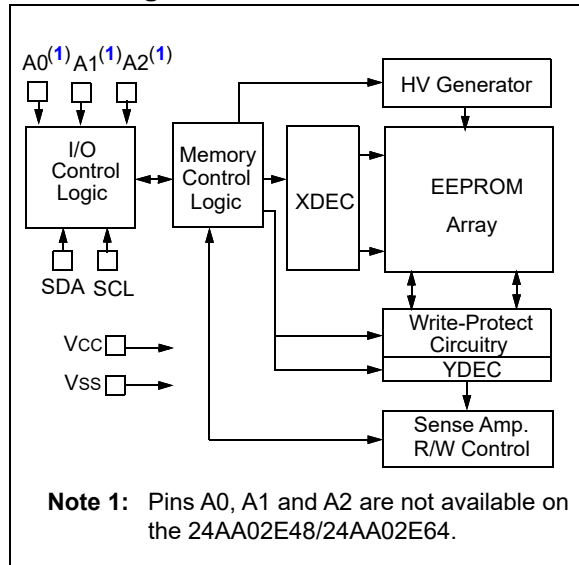 A0(1) A1(1) A2(1)
HV Generator
I/O
Control
Logic
Memory
Control
Logic
XDEC
EEPROM
Array
SDA SCL
Write-Protect
Circuitry
YDEC
VCC
VSS
Sense Amp.
R/W Control
Note 1: Pins A0, A1 and A2 are not available on
the 24AA02E48/24AA02E64.